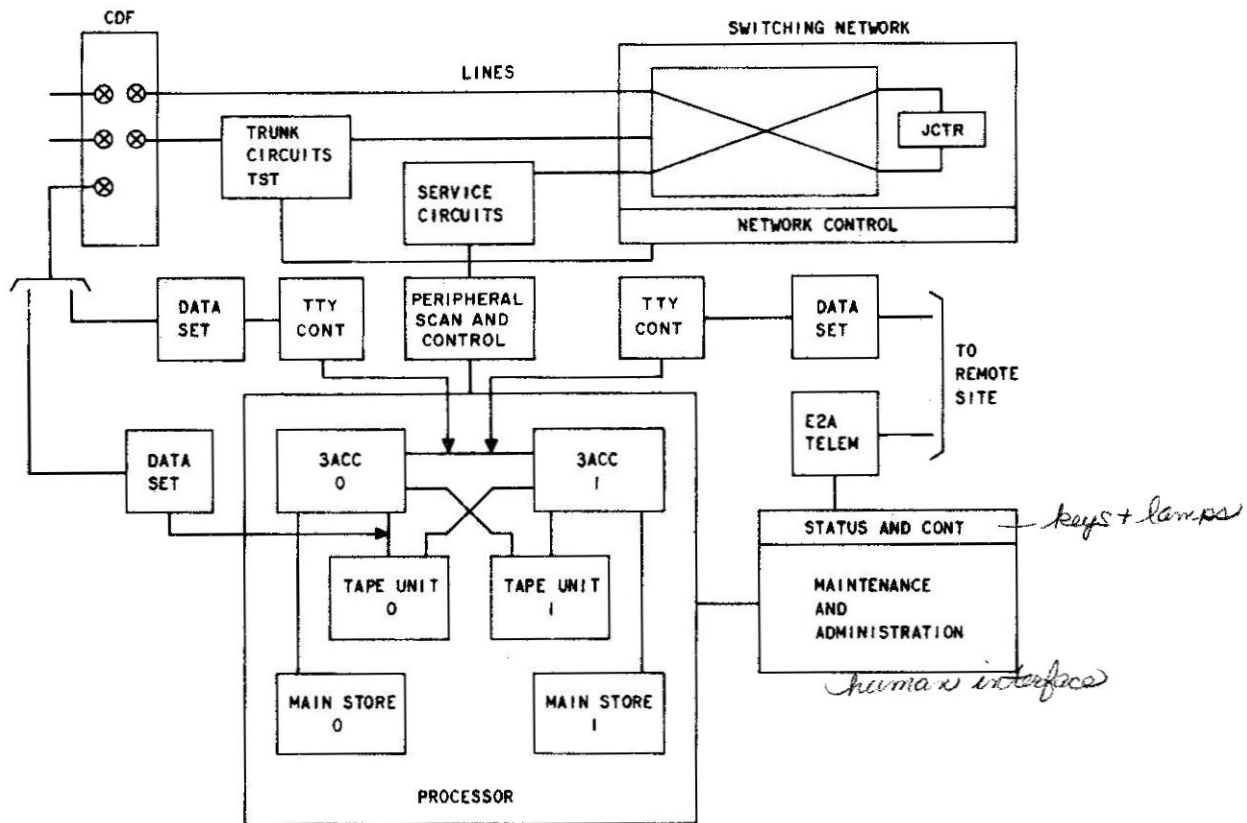 CDF
SWITCHING NETWORK
LINES
TRUNK
CIRCUITS
TST
JCTR
SERVICE
CIRCUITS
NETWORK CONTROL
DATA
SET
TTY
CONT
PERIPHERAL
SCAN AND
CONTROL
TTY
CONT
DATA
SET
TO
REMOTE
SITE
DATA
SET
3ACC
0
3ACC
1
E2A
TELEM
STATUS AND CONT
keys + lamps
TAPE UNIT
0
TAPE UNIT
1
MAINTENANCE
AND
ADMINISTRATION
human interface
MAIN STORE
0
MAIN STORE
1
PROCESSOR